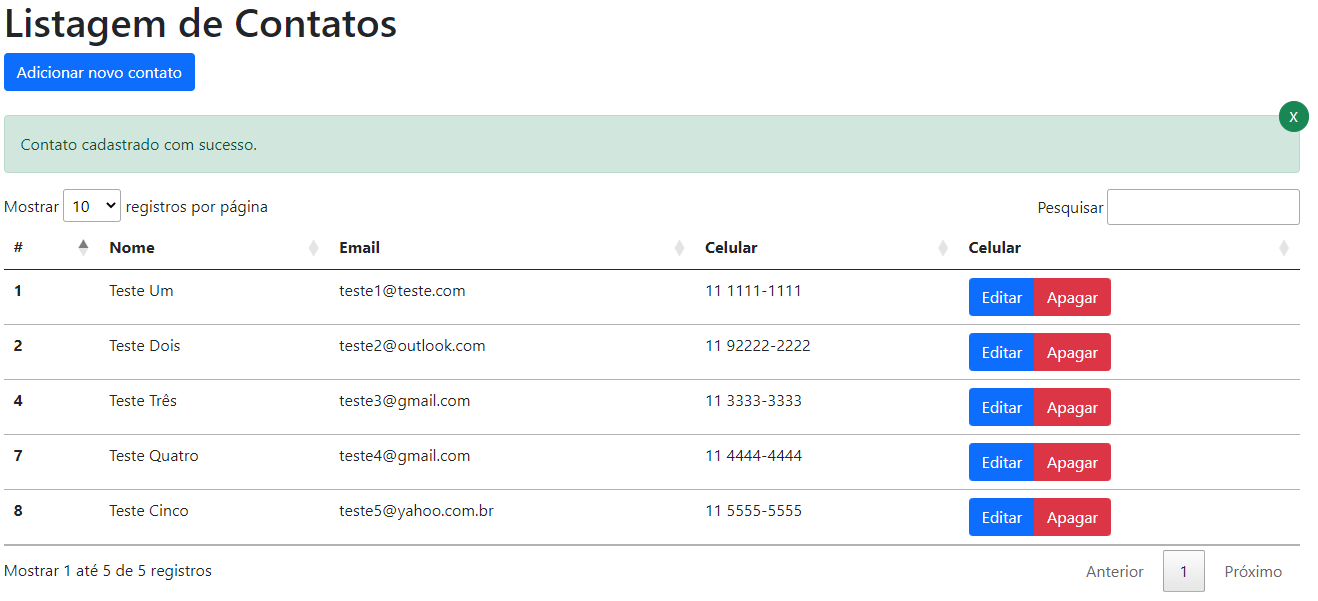 Listagem de Contatos
Adicionar novo contato
X
Contato cadastrado com sucesso.
Mostrar 10 registros por página Pesquisar
# Nome Email Celular Celular
1 Teste Um teste1@teste.com 11 1111-1111 Editar Apagar
2 Teste Dois teste2@outlook.com 11 92222-2222 Editar Apagar
4 Teste Três teste3@gmail.com 11 3333-3333 Editar Apagar
7 Teste Quatro teste4@gmail.com 11 4444-4444 Editar Apagar
8 Teste Cinco teste5@yahoo.com.br 11 5555-5555 Editar Apagar
Mostrar 1 até 5 de 5 registros Anterior 1 Próximo